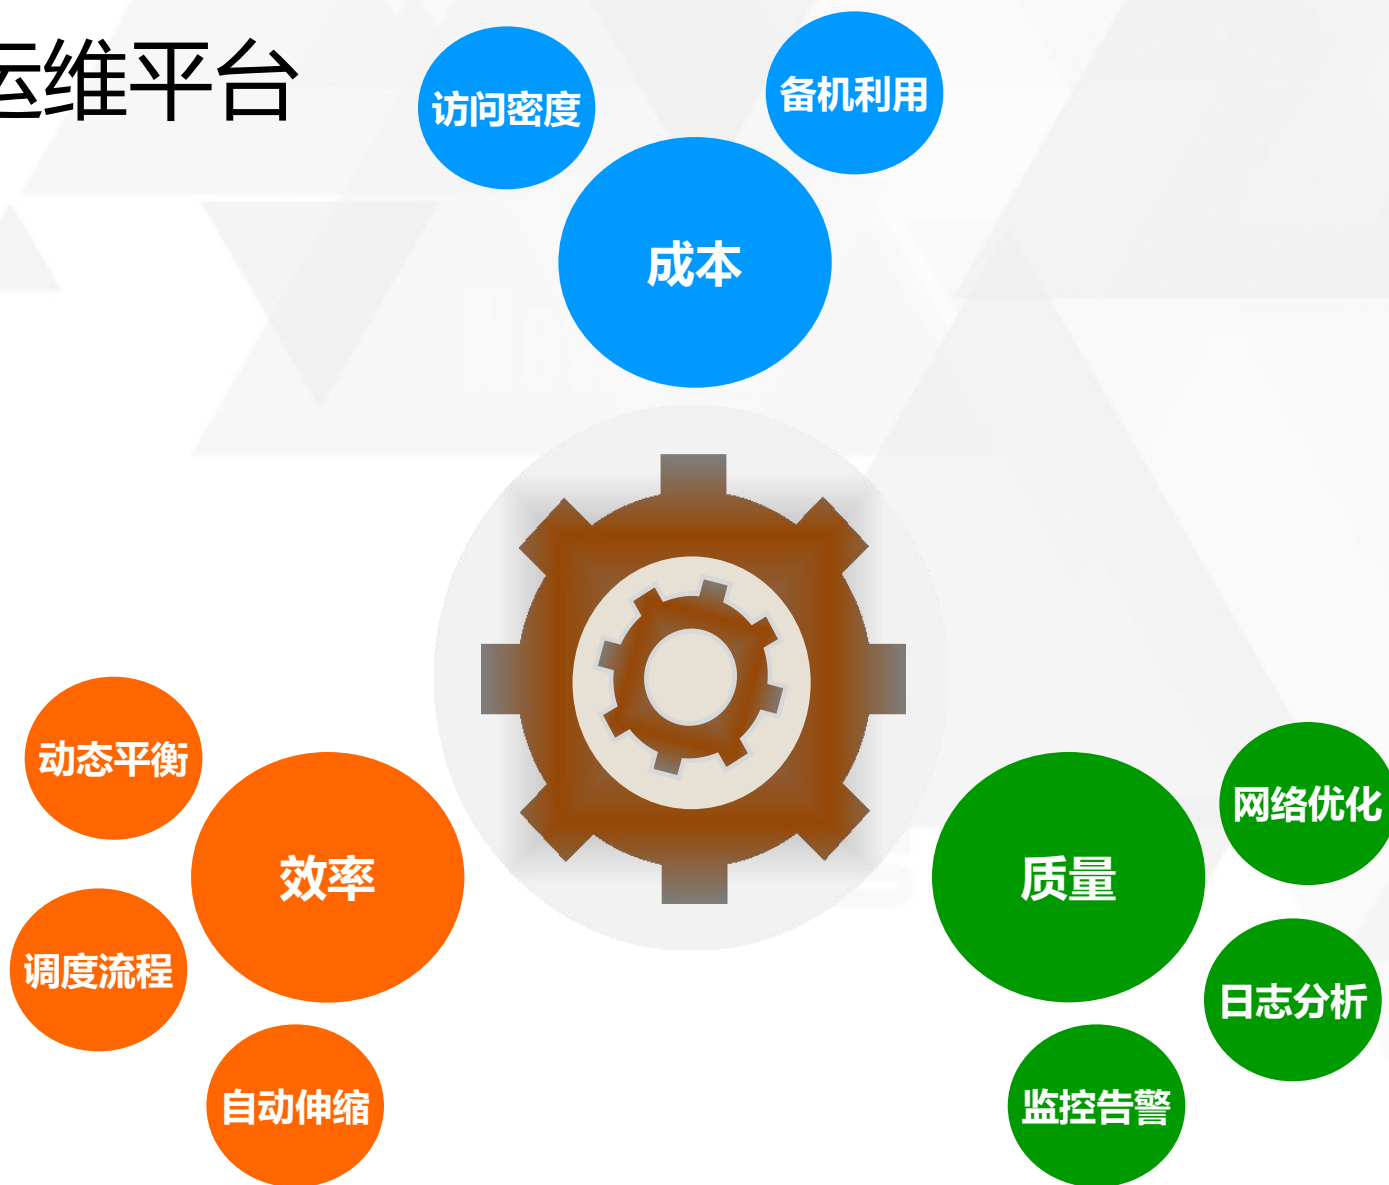 运维平台
访问密度
备机利用
成本
动态平衡
效率
调度流程
自动伸缩
网络优化
质量
日志分析
监控告警